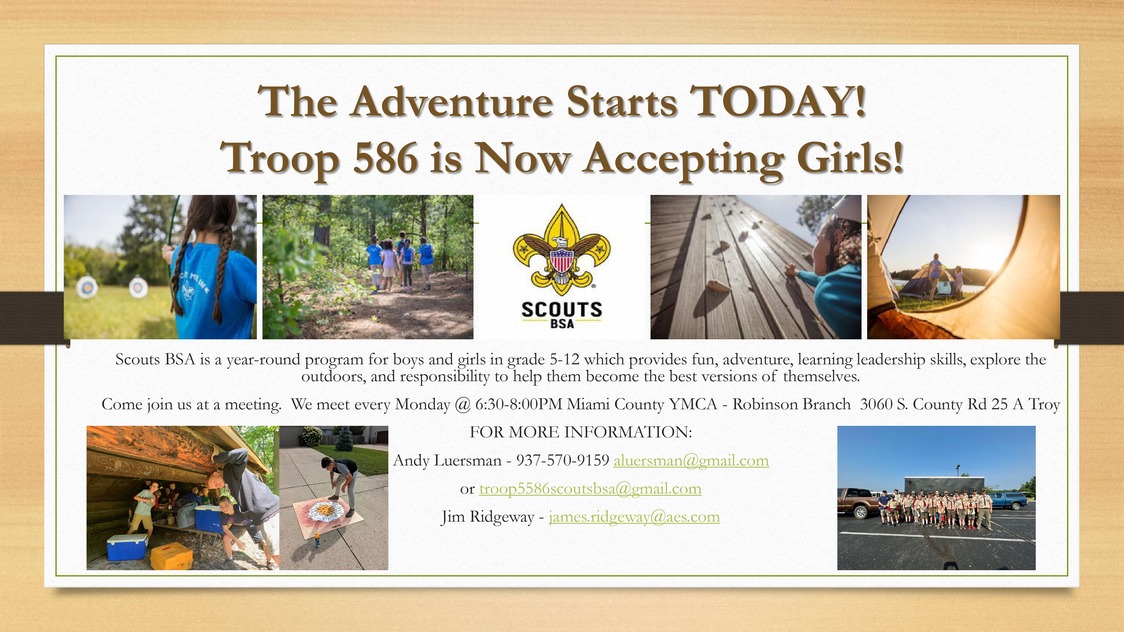 The Adventure Starts TODAY!
Troop 586 is Now Accepting Girls!
SCOUTS
BSA
Scouts BSA is a year-round program for boys and girls in grade 5-12 which provides fun, adventure, learning leadership skills, explore the
outdoors, and responsibility to help them become the best versions of themselves.
Come join us at a meeting. We meet every Monday @ 6:30-8:00PM Miami County YMCA - Robinson Branch 3060 S. County Rd 25 A Troy
FOR MORE INFORMATION:
Andy Luersman - 937-570-9159 aluersman@gmail.com
or troop5586scoutsbsa@gmail.com
Jim Ridgeway - james.ridgeway@aes.com